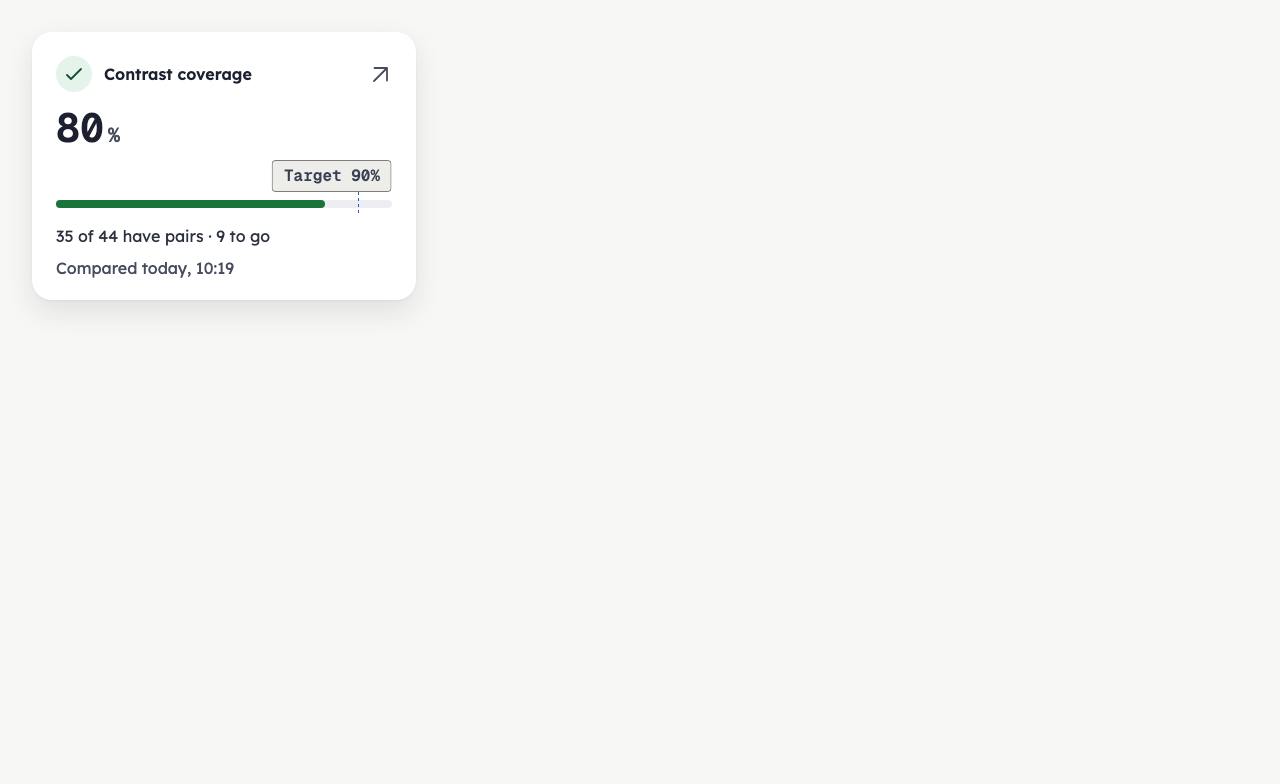 Contrast coverage
80%
Target 90%
35 of 44 have pairs · 9 to go
Compared today, 10:19